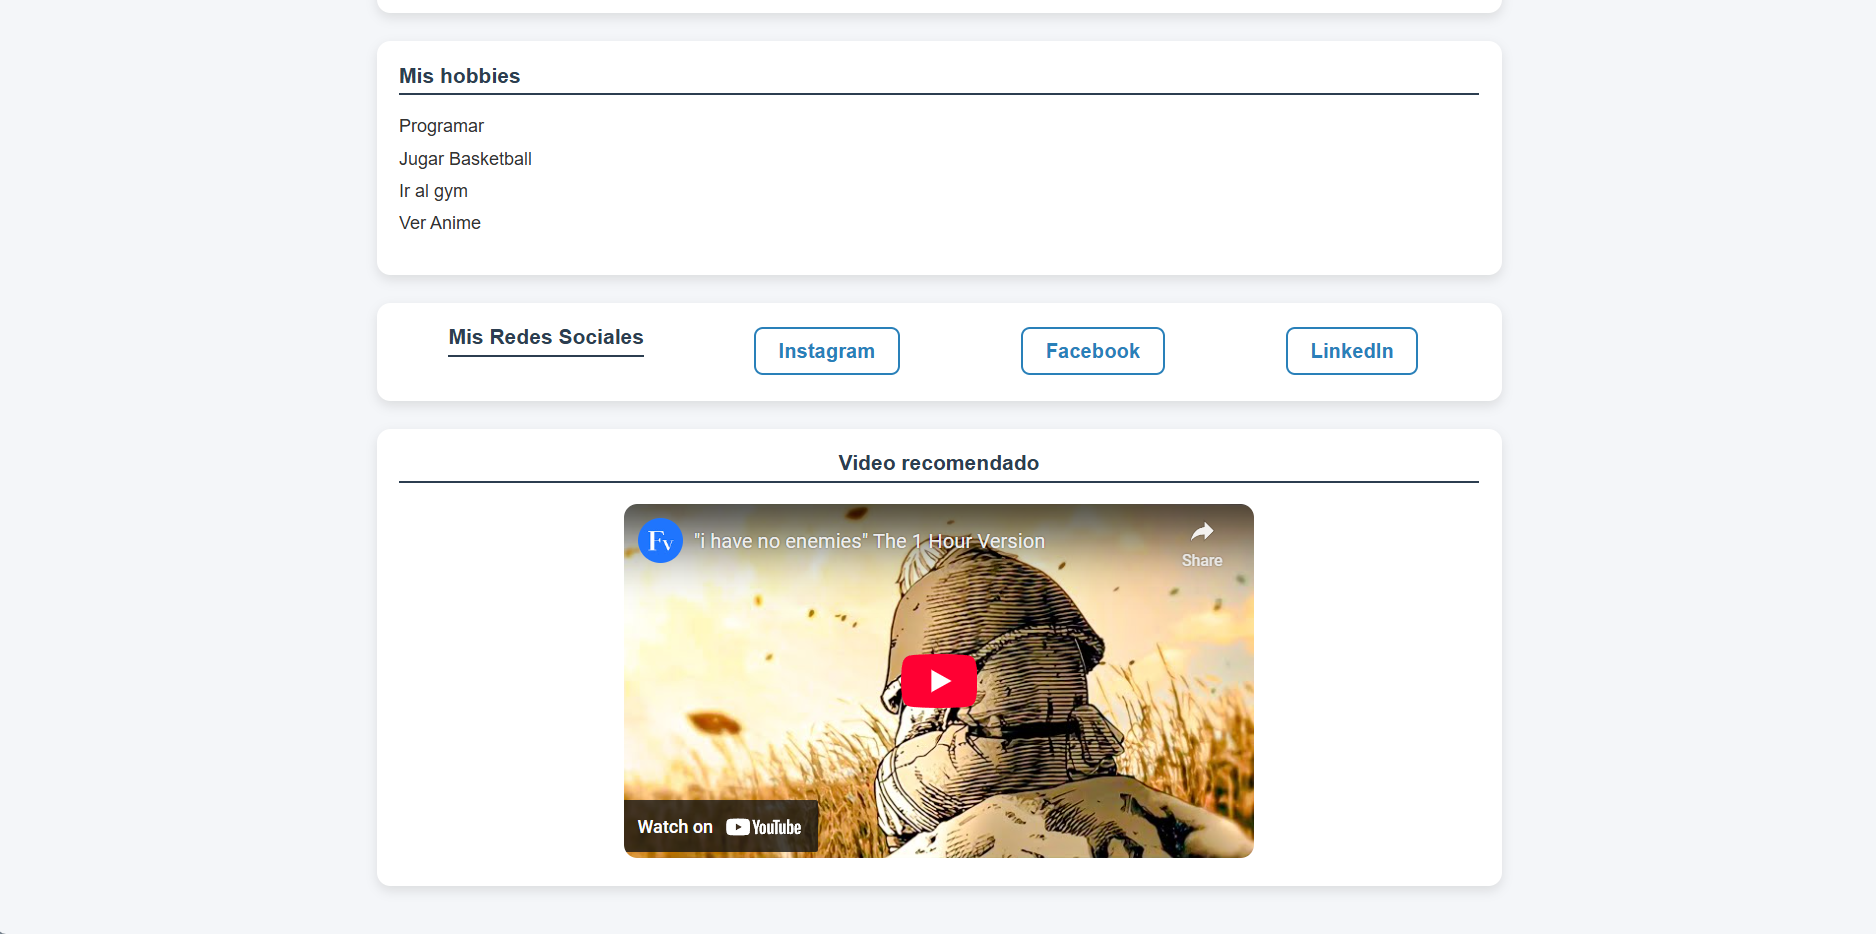 Mis hobbies
Programar
Jugar Basketball
Ir al gym
Ver Anime
Mis Redes Sociales
Instagram
Facebook
LinkedIn
Video recomendado
Fv
"i have no enemies" The 1 Hour Version
Share
Watch on YouTube